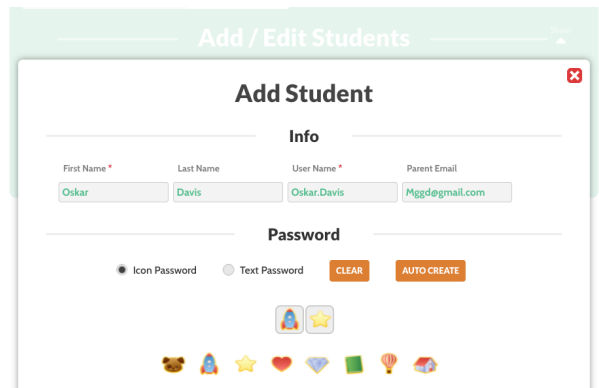 Add / Edit Students
Add Student
Info
First Name * Last Name User Name * Parent Email
Oskar Davis Oskar.Davis Mggd@gmail.com
Password
Icon Password Text Password CLEAR AUTO CREATE